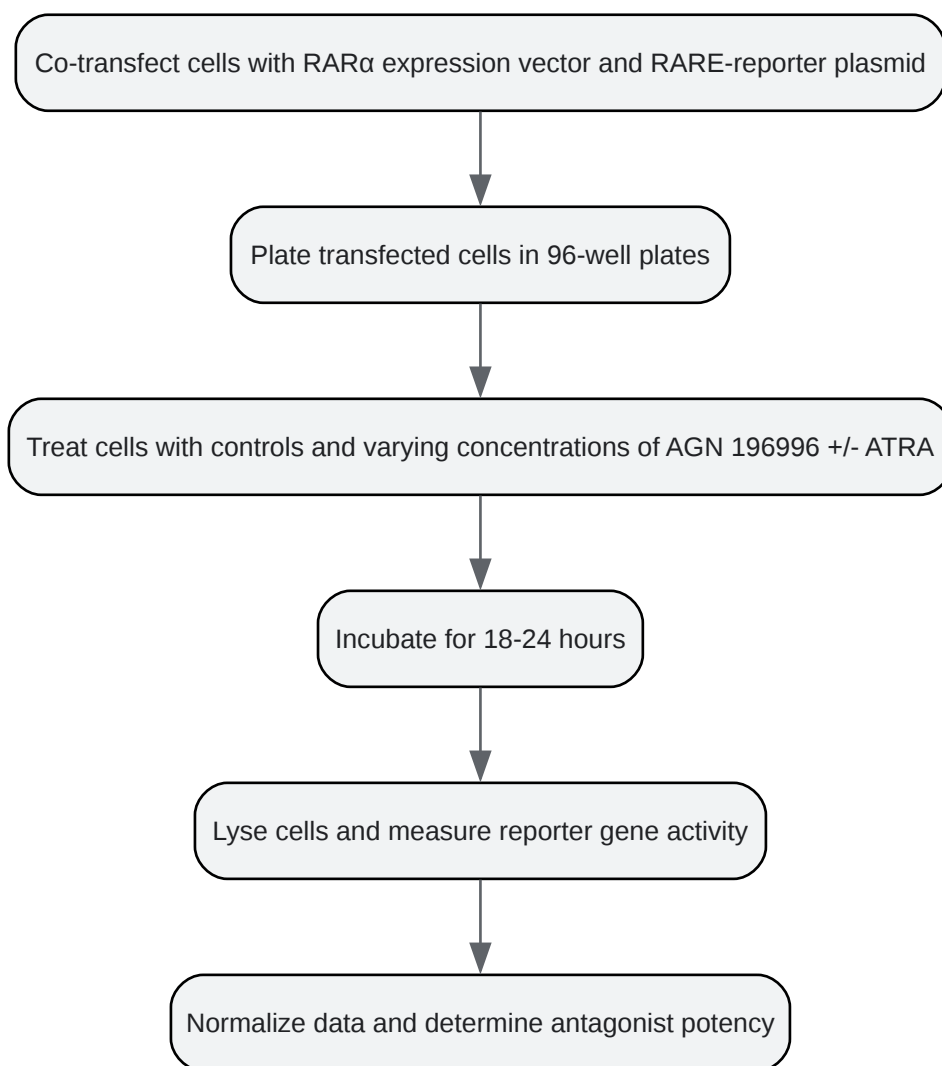 Co-transfect cells with RARα expression vector and RARE-reporter plasmid
Plate transfected cells in 96-well plates
Treat cells with controls and varying concentrations of AGN 196996 +/- ATRA
Incubate for 18-24 hours
Lyse cells and measure reporter gene activity
Normalize data and determine antagonist potency